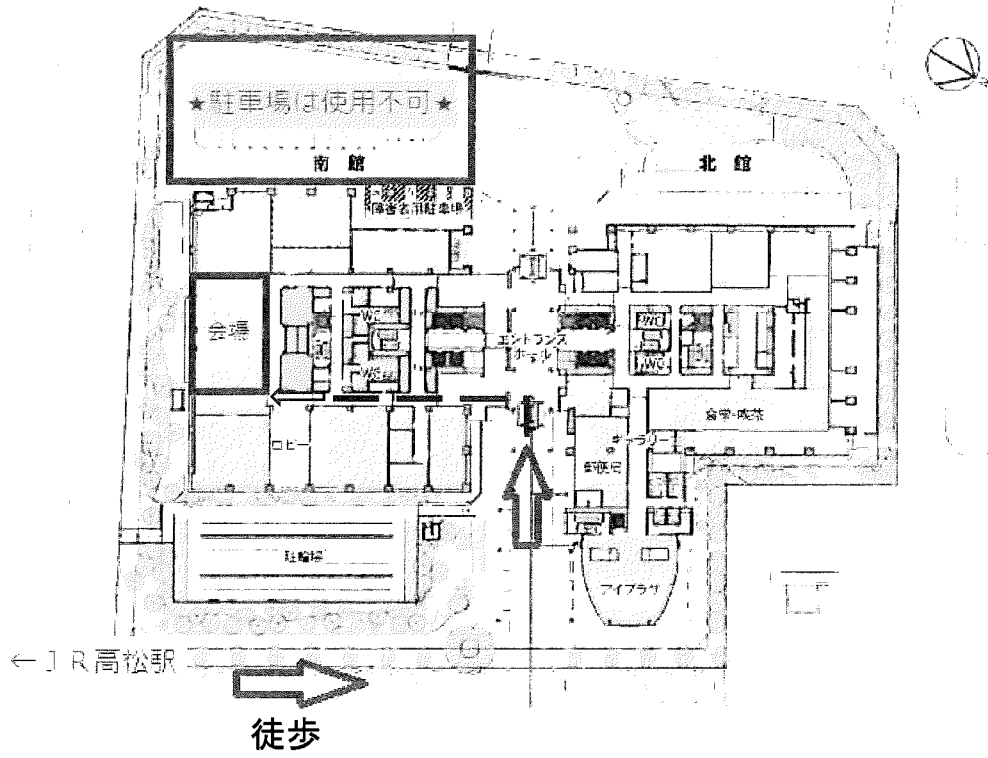 ★駐車場は使用不可★
南 館
北 館
障害者用駐車場
会場
WC
WC
エントランス
ホール
WC
WC
食堂・喫茶
ギャラリー
ロビー
郵便局
駐輪場
アイプラザ
←ＪＲ高松駅
徒歩